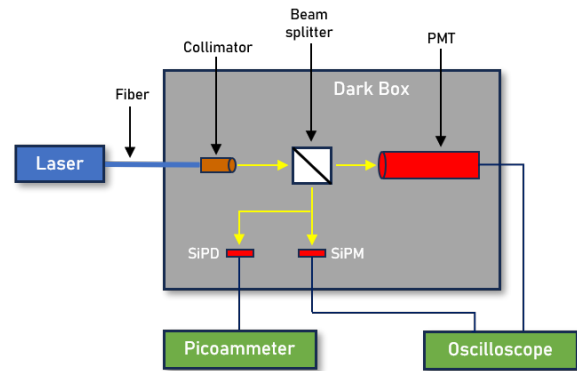 Beam
splitter
Collimator
PMT
Fiber
Dark Box
Laser
SiPD
SiPM
Picoammeter
Oscilloscope